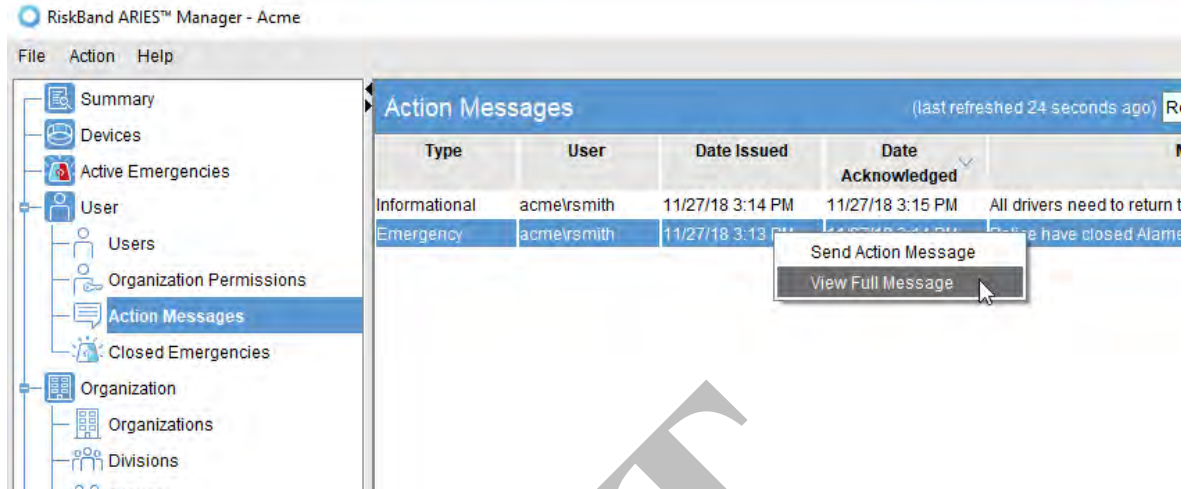 RiskBand ARIES™ Manager - Acme
File Action Help
Summary
Devices
Active Emergencies
User
Users
Organization Permissions
Action Messages
Closed Emergencies
Organization
Organizations
Divisions
Action Messages (last refreshed 24 seconds ago) Re
Type User Date Issued Date Acknowledged M
Informational acme\rsmith 11/27/18 3:14 PM 11/27/18 3:15 PM All drivers need to return t
Emergency acme\rsmith 11/27/18 3:13 have closed Alame
Send Action Message
View Full Message
T